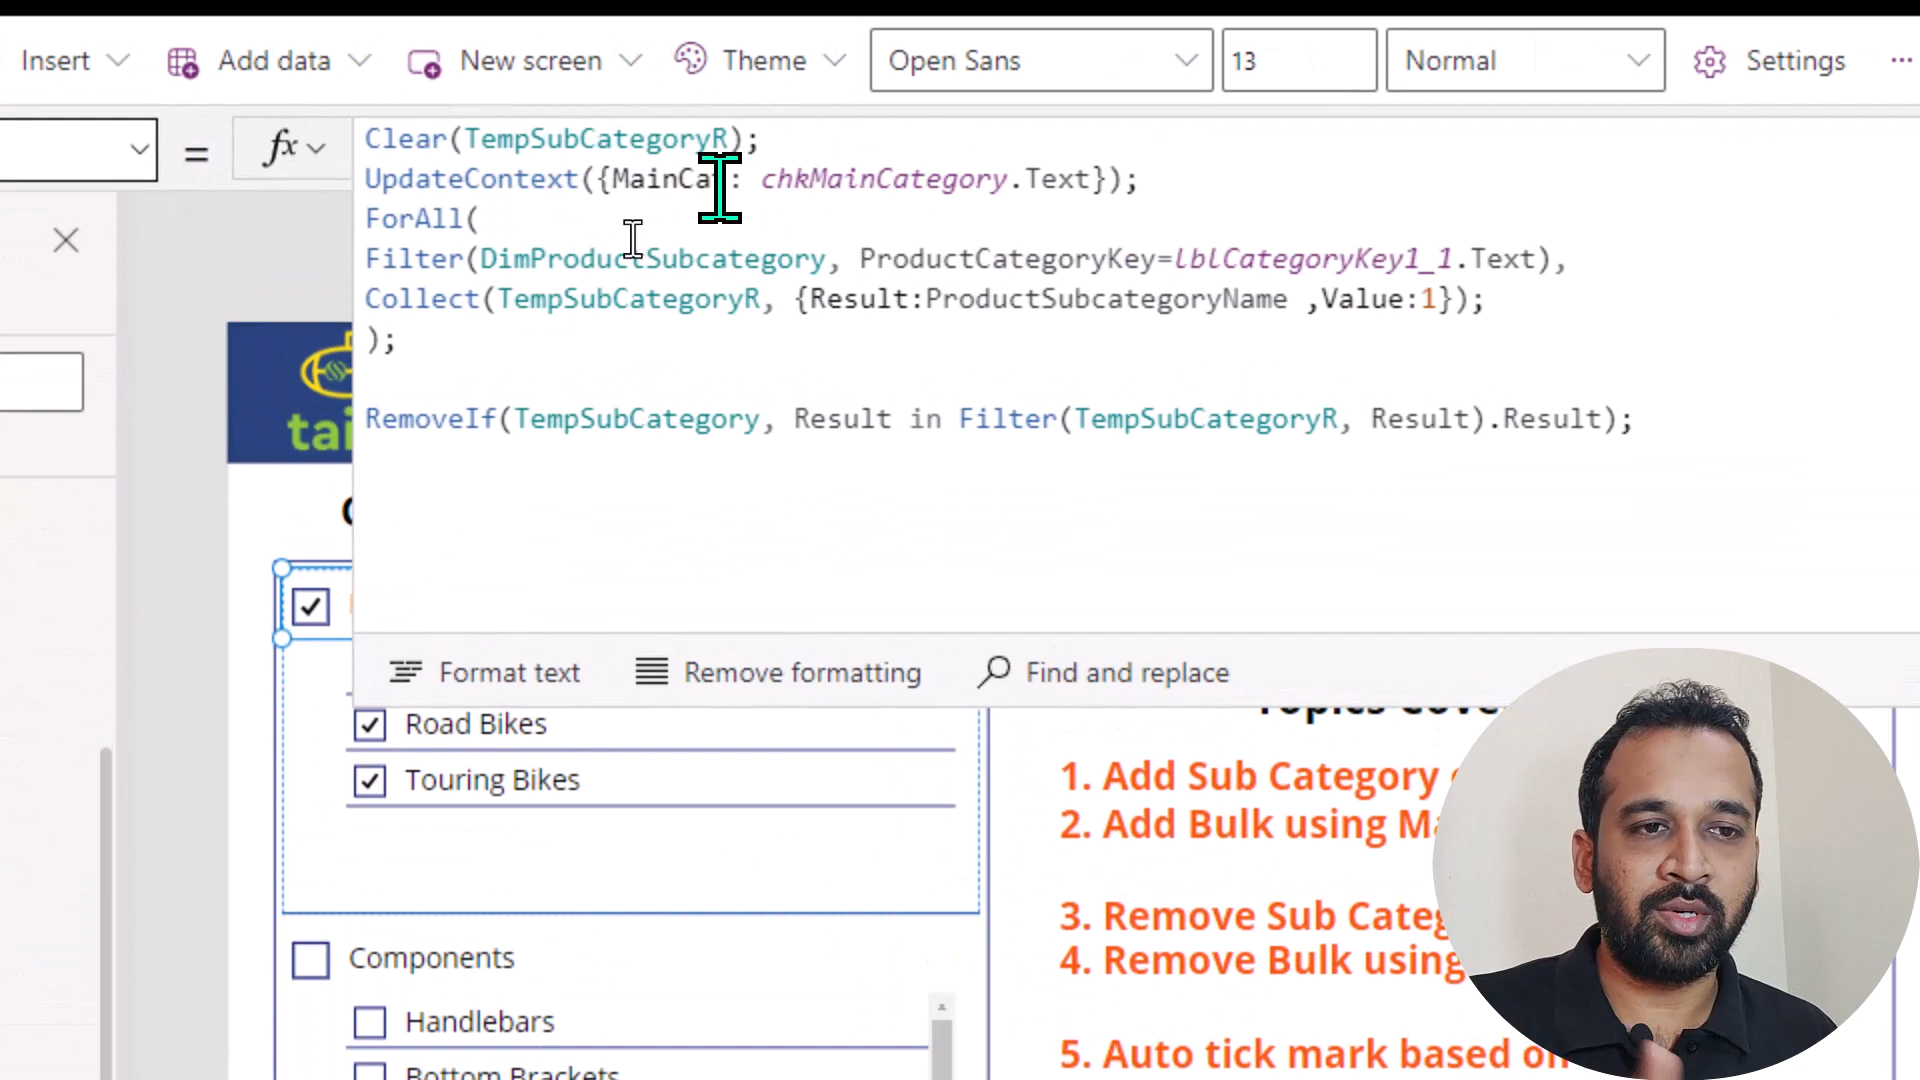 Insert Add data New screen Theme Open Sans 13 Normal Settings ...
= fx
Clear(TempSubCategoryR);
UpdateContext({MainCat: chkMainCategory.Text});
ForAll(
Filter(DimProductSubcategory, ProductCategoryKey=lblCategoryKey1_1.Text),
Collect(TempSubCategoryR, {Result:ProductSubcategoryName ,Value:1});
);
RemoveIf(TempSubCategory, Result in Filter(TempSubCategoryR, Result).Result);
tai
Format text Remove formatting Find and replace
Road Bikes
Touring Bikes
Components
Handlebars
Bottom Brackets
1. Add Sub Category
2. Add Bulk using
3. Remove Sub
4. Remove Bulk using
5. Auto tick mark based on